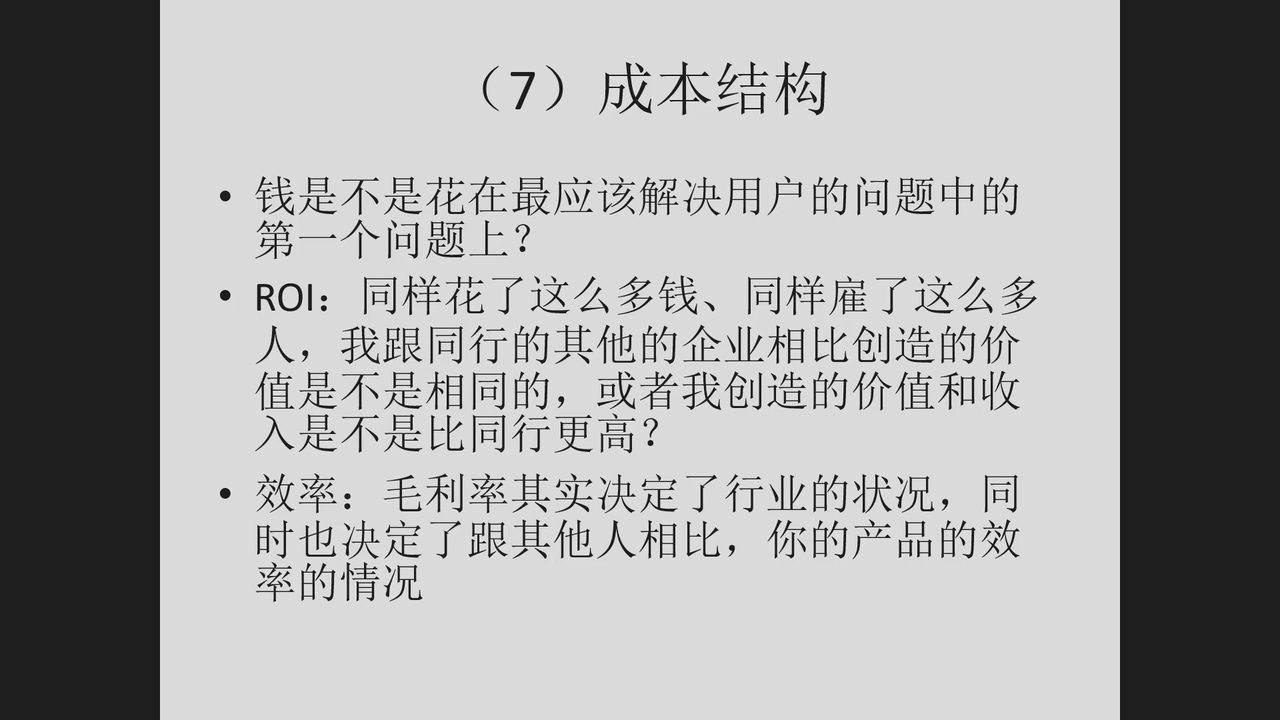 （7）成本结构
• 钱是不是花在最应该解决用户的问题中的
第一个问题上？
• ROI：同样花了这么多钱、同样雇了这么多
人，我跟同行的其他的企业相比创造的价
值是不是相同的，或者我创造的价值和收
入是不是比同行更高？
• 效率：毛利率其实决定了行业的状况，同
时也决定了跟其他人相比，你的产品的效
率的情况